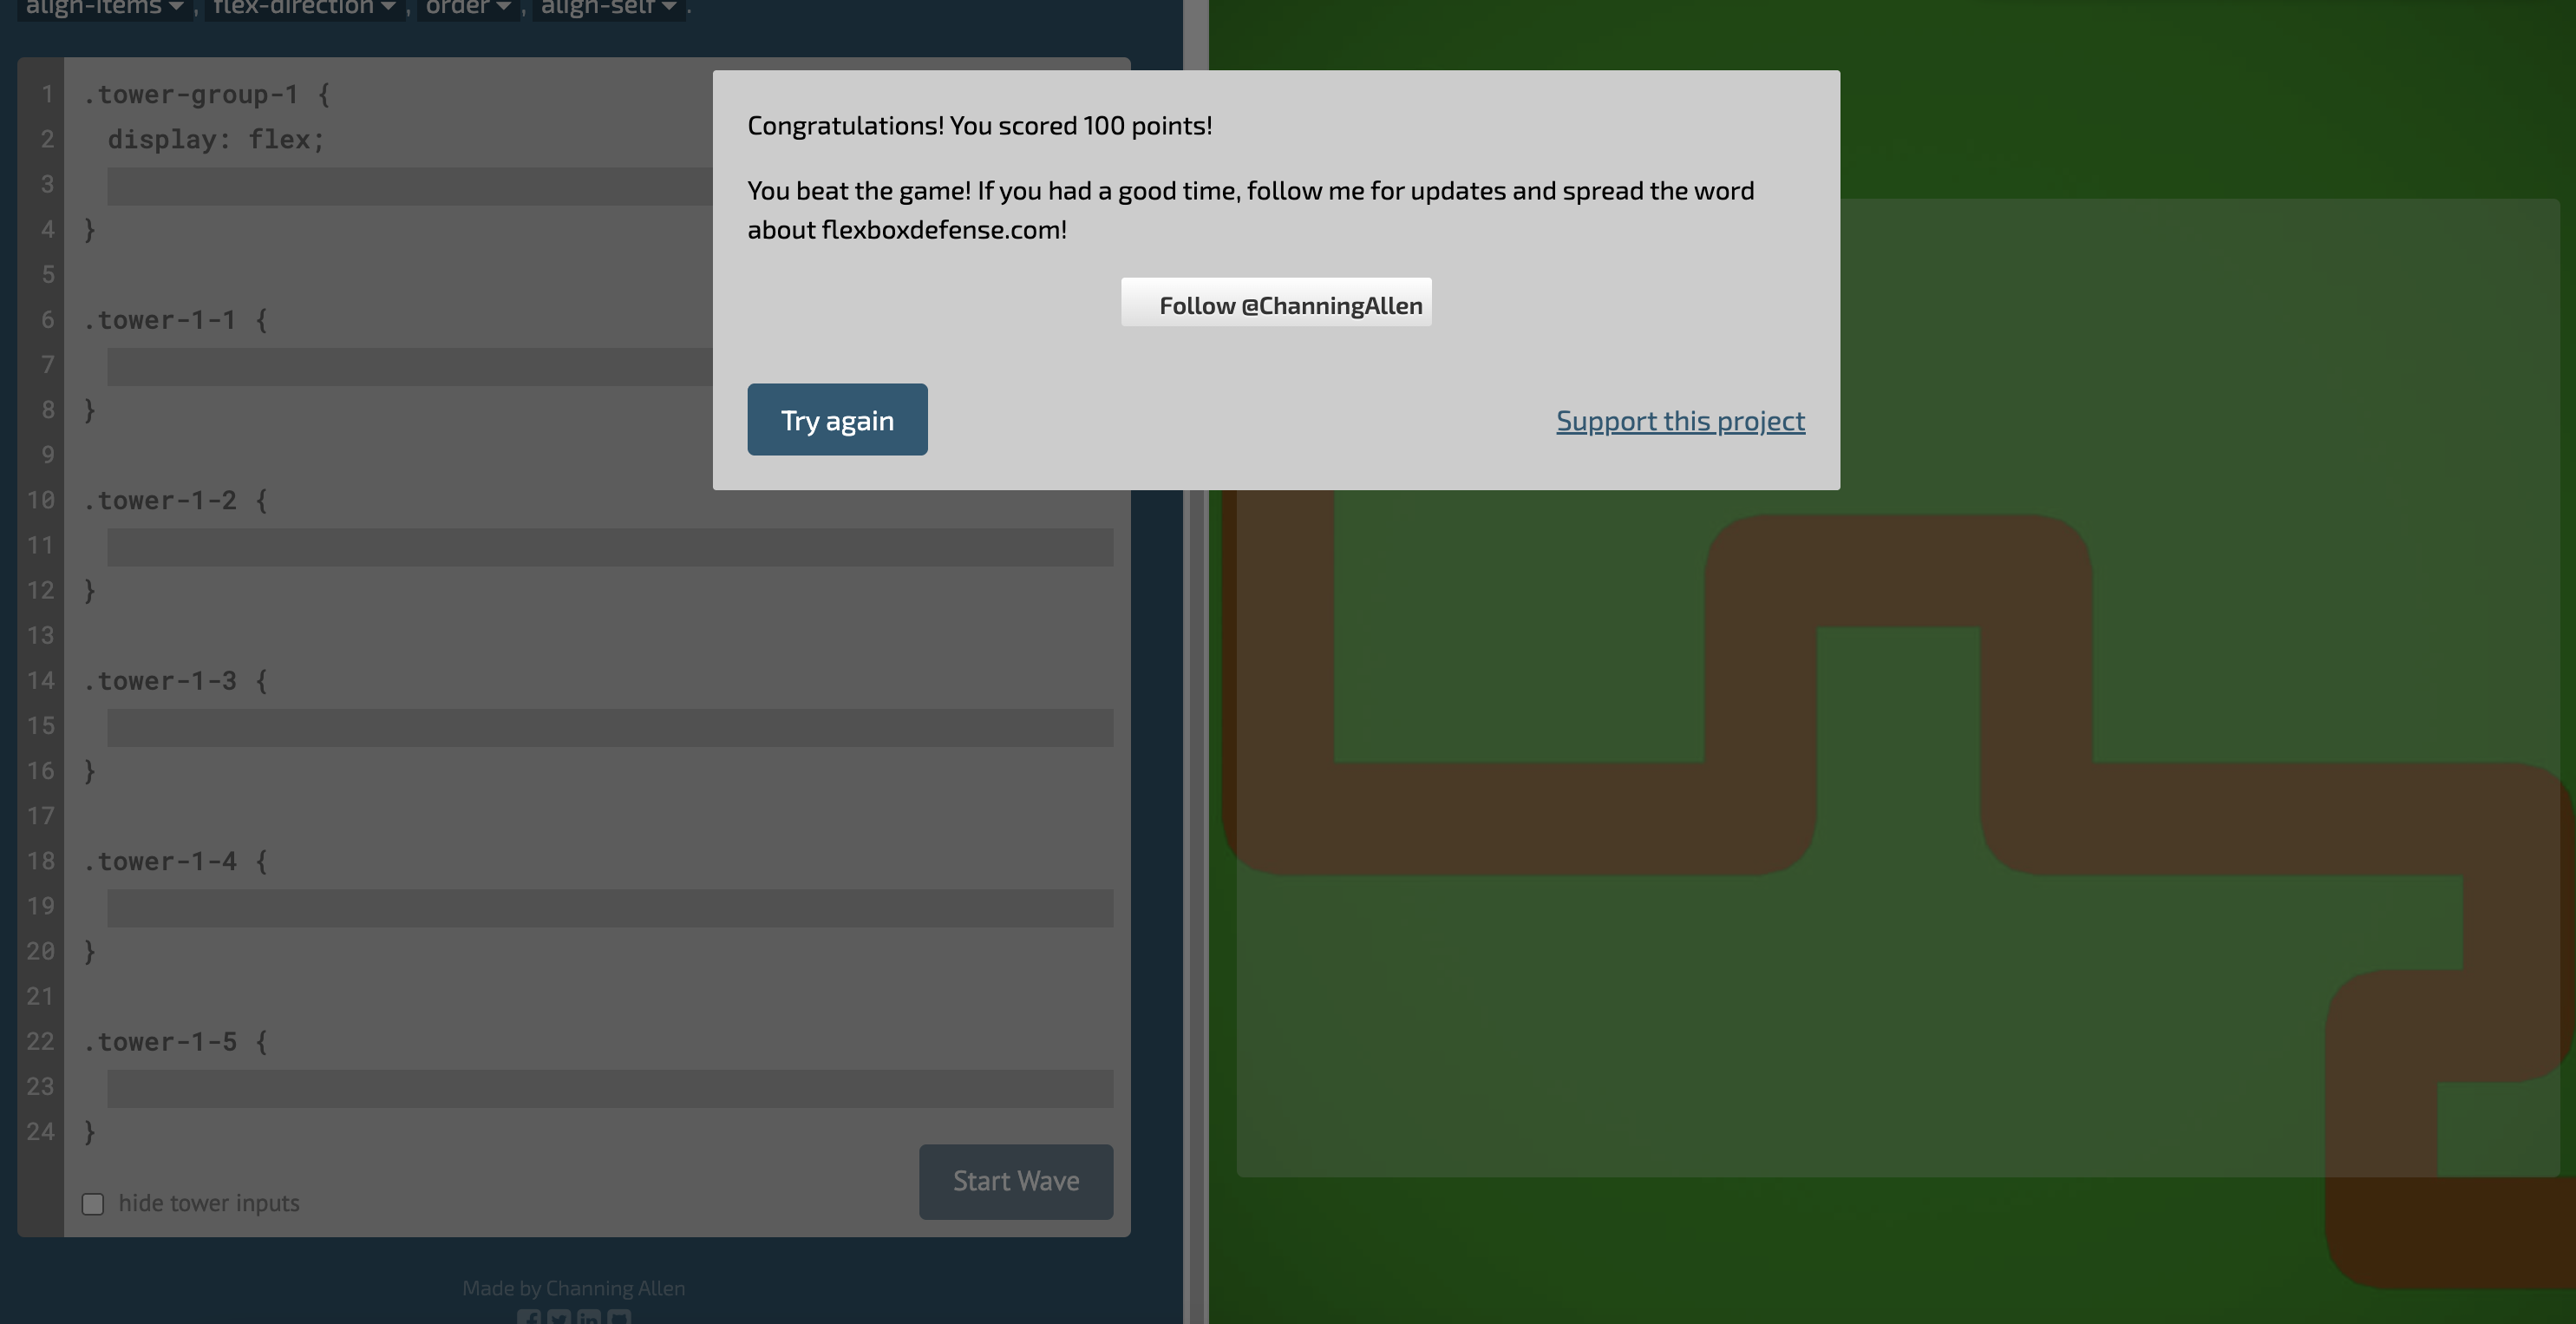 align-items , flex-direction , order , align-self .
1 .tower-group-1 {
2 display: flex;
3
4 }
5
6 .tower-1-1 {
7
8 }
9
10 .tower-1-2 {
11
12 }
13
14 .tower-1-3 {
15
16 }
17
18 .tower-1-4 {
19
20 }
21
22 .tower-1-5 {
23
24 }
hide tower inputs
Start Wave
Made by Channing Allen
Congratulations! You scored 100 points!
You beat the game! If you had a good time, follow me for updates and spread the word
about flexboxdefense.com!
Follow @ChanningAllen
Try again
Support this project